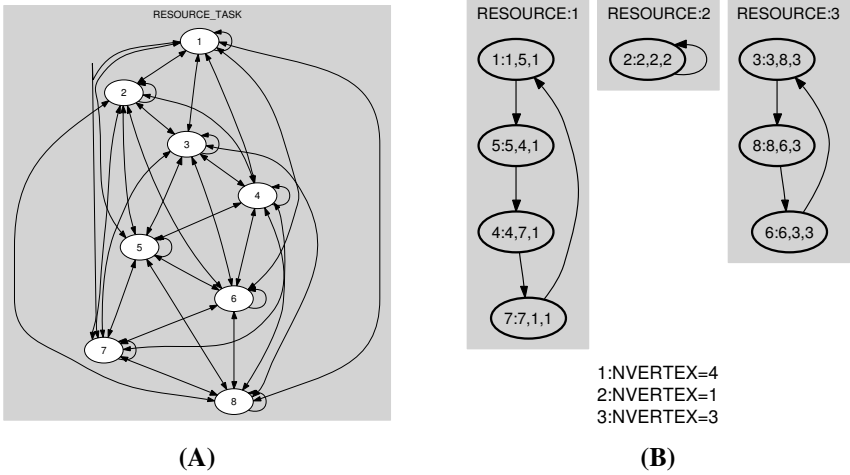 RESOURCE_TASK
1
2
3
4
5
6
7
8
(A)
RESOURCE:1
1:1,5,1
5:5,4,1
4:4,7,1
7:7,1,1
RESOURCE:2
2:2,2,2
RESOURCE:3
3:3,8,3
8:8,6,3
6:6,3,3
1:NVERTEX=4
2:NVERTEX=1
3:NVERTEX=3
(B)